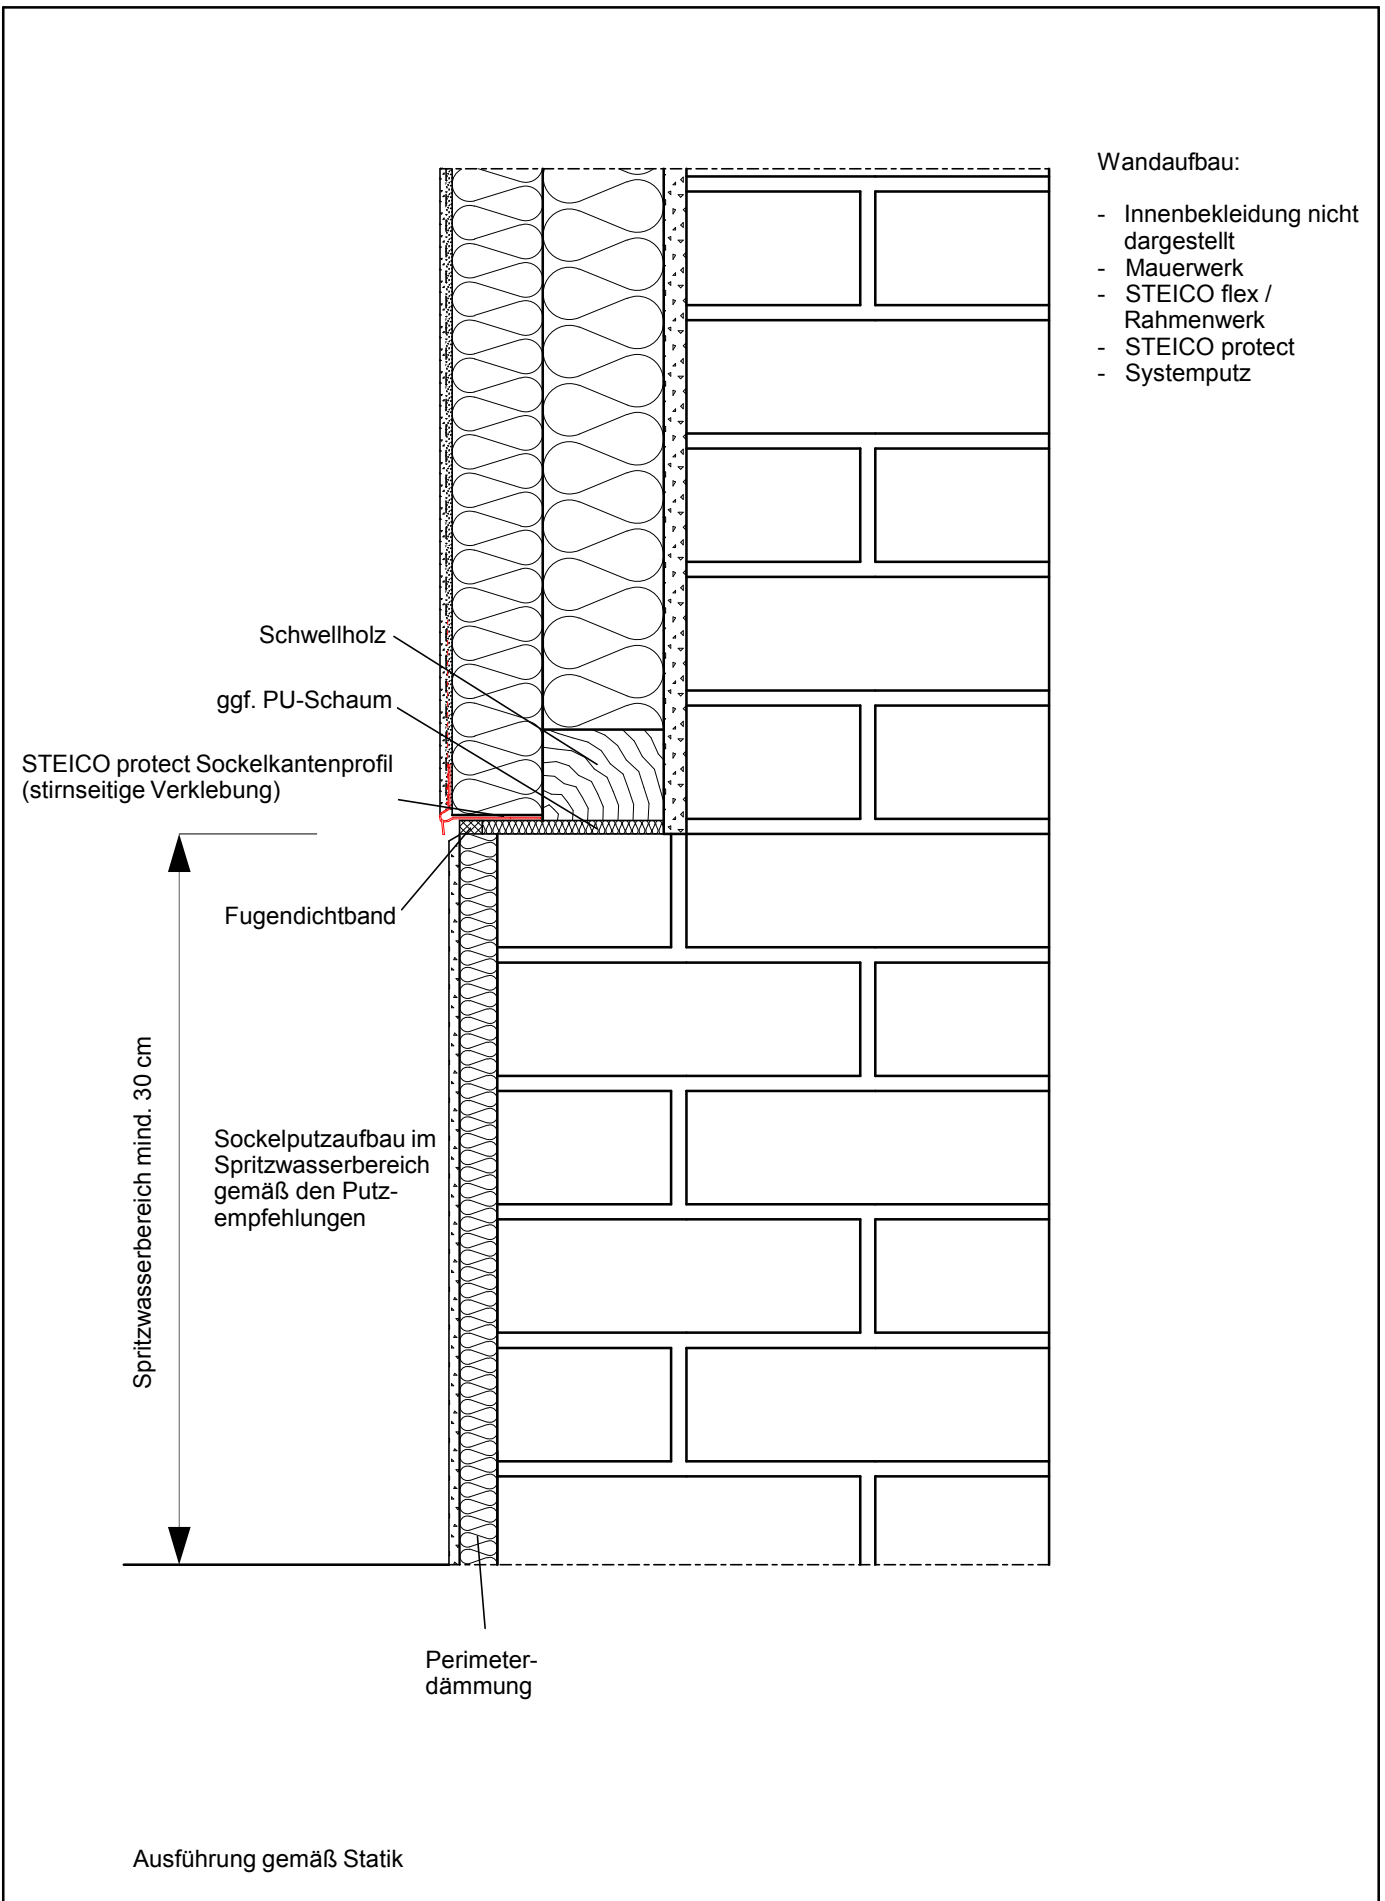 Wandaufbau:
- Innenbekleidung nicht
dargestellt
- Mauerwerk
- STEICO flex /
Rahmenwerk
- STEICO protect
- Systemputz
Schwellholz
ggf. PU-Schaum
STEICO protect Sockelkantenprofil
(stirnseitige Verklebung)
Fugendichtband
Spritzwasserbereich mind. 30 cm
Sockelputzaufbau im
Spritzwasserbereich
gemäß den Putz-
empfehlungen
Perimeter-
dämmung
Ausführung gemäß Statik